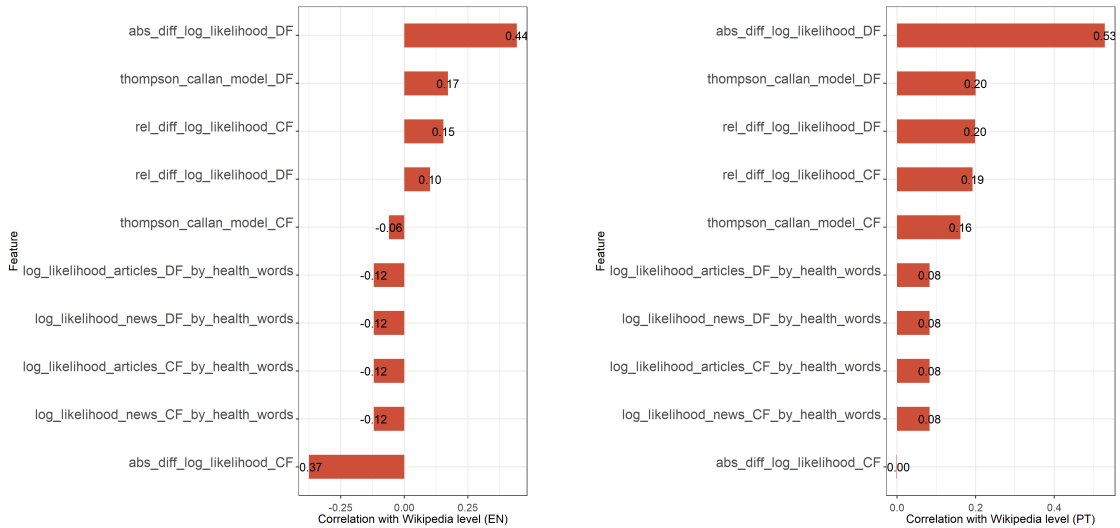 abs_diff_log_likelihood_DF 0.44
thompson_callan_model_DF 0.17
rel_diff_log_likelihood_CF 0.15
rel_diff_log_likelihood_DF 0.10
thompson_callan_model_CF -0.06
log_likelihood_articles_DF_by_health_words -0.12
log_likelihood_news_DF_by_health_words -0.12
log_likelihood_articles_CF_by_health_words -0.12
log_likelihood_news_CF_by_health_words -0.12
abs_diff_log_likelihood_CF -0.37
Feature
-0.25 0.00 0.25
Correlation with Wikipedia level (EN)
abs_diff_log_likelihood_DF 0.53
thompson_callan_model_DF 0.20
rel_diff_log_likelihood_DF 0.20
rel_diff_log_likelihood_CF 0.19
thompson_callan_model_CF 0.16
log_likelihood_articles_DF_by_health_words 0.08
log_likelihood_news_DF_by_health_words 0.08
log_likelihood_articles_CF_by_health_words 0.08
log_likelihood_news_CF_by_health_words 0.08
abs_diff_log_likelihood_CF -0.00
Feature
0.0 0.2 0.4
Correlation with Wikipedia level (PT)